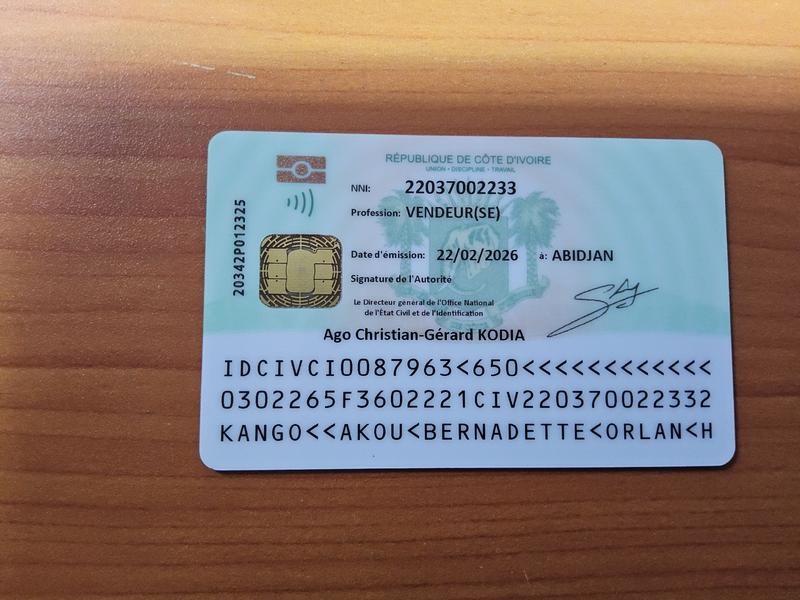 RÉPUBLIQUE DE CÔTE D'IVOIRE
UNION - DISCIPLINE - TRAVAIL
NNI: 22037002233
Profession: VENDEUR(SE)
20342P012325
Date d'émission: 22/02/2026 à: ABIDJAN
Signature de l'Autorité
Le Directeur général de l'Office National
de l'État Civil et de l'Identification
Ago Christian-Gérard KODIA
IDCIVCI0087963<650<<<<<<<<<<<<
0302265F3602221CIV220370022332
KANGO<<AKOU<BERNADETTE<ORLAN<H